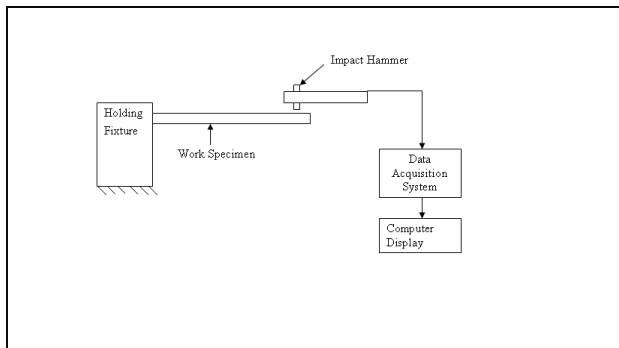 Impact Hammer
Holding
Fixture
Work Specimen
Data
Acquisition
System
Computer
Display